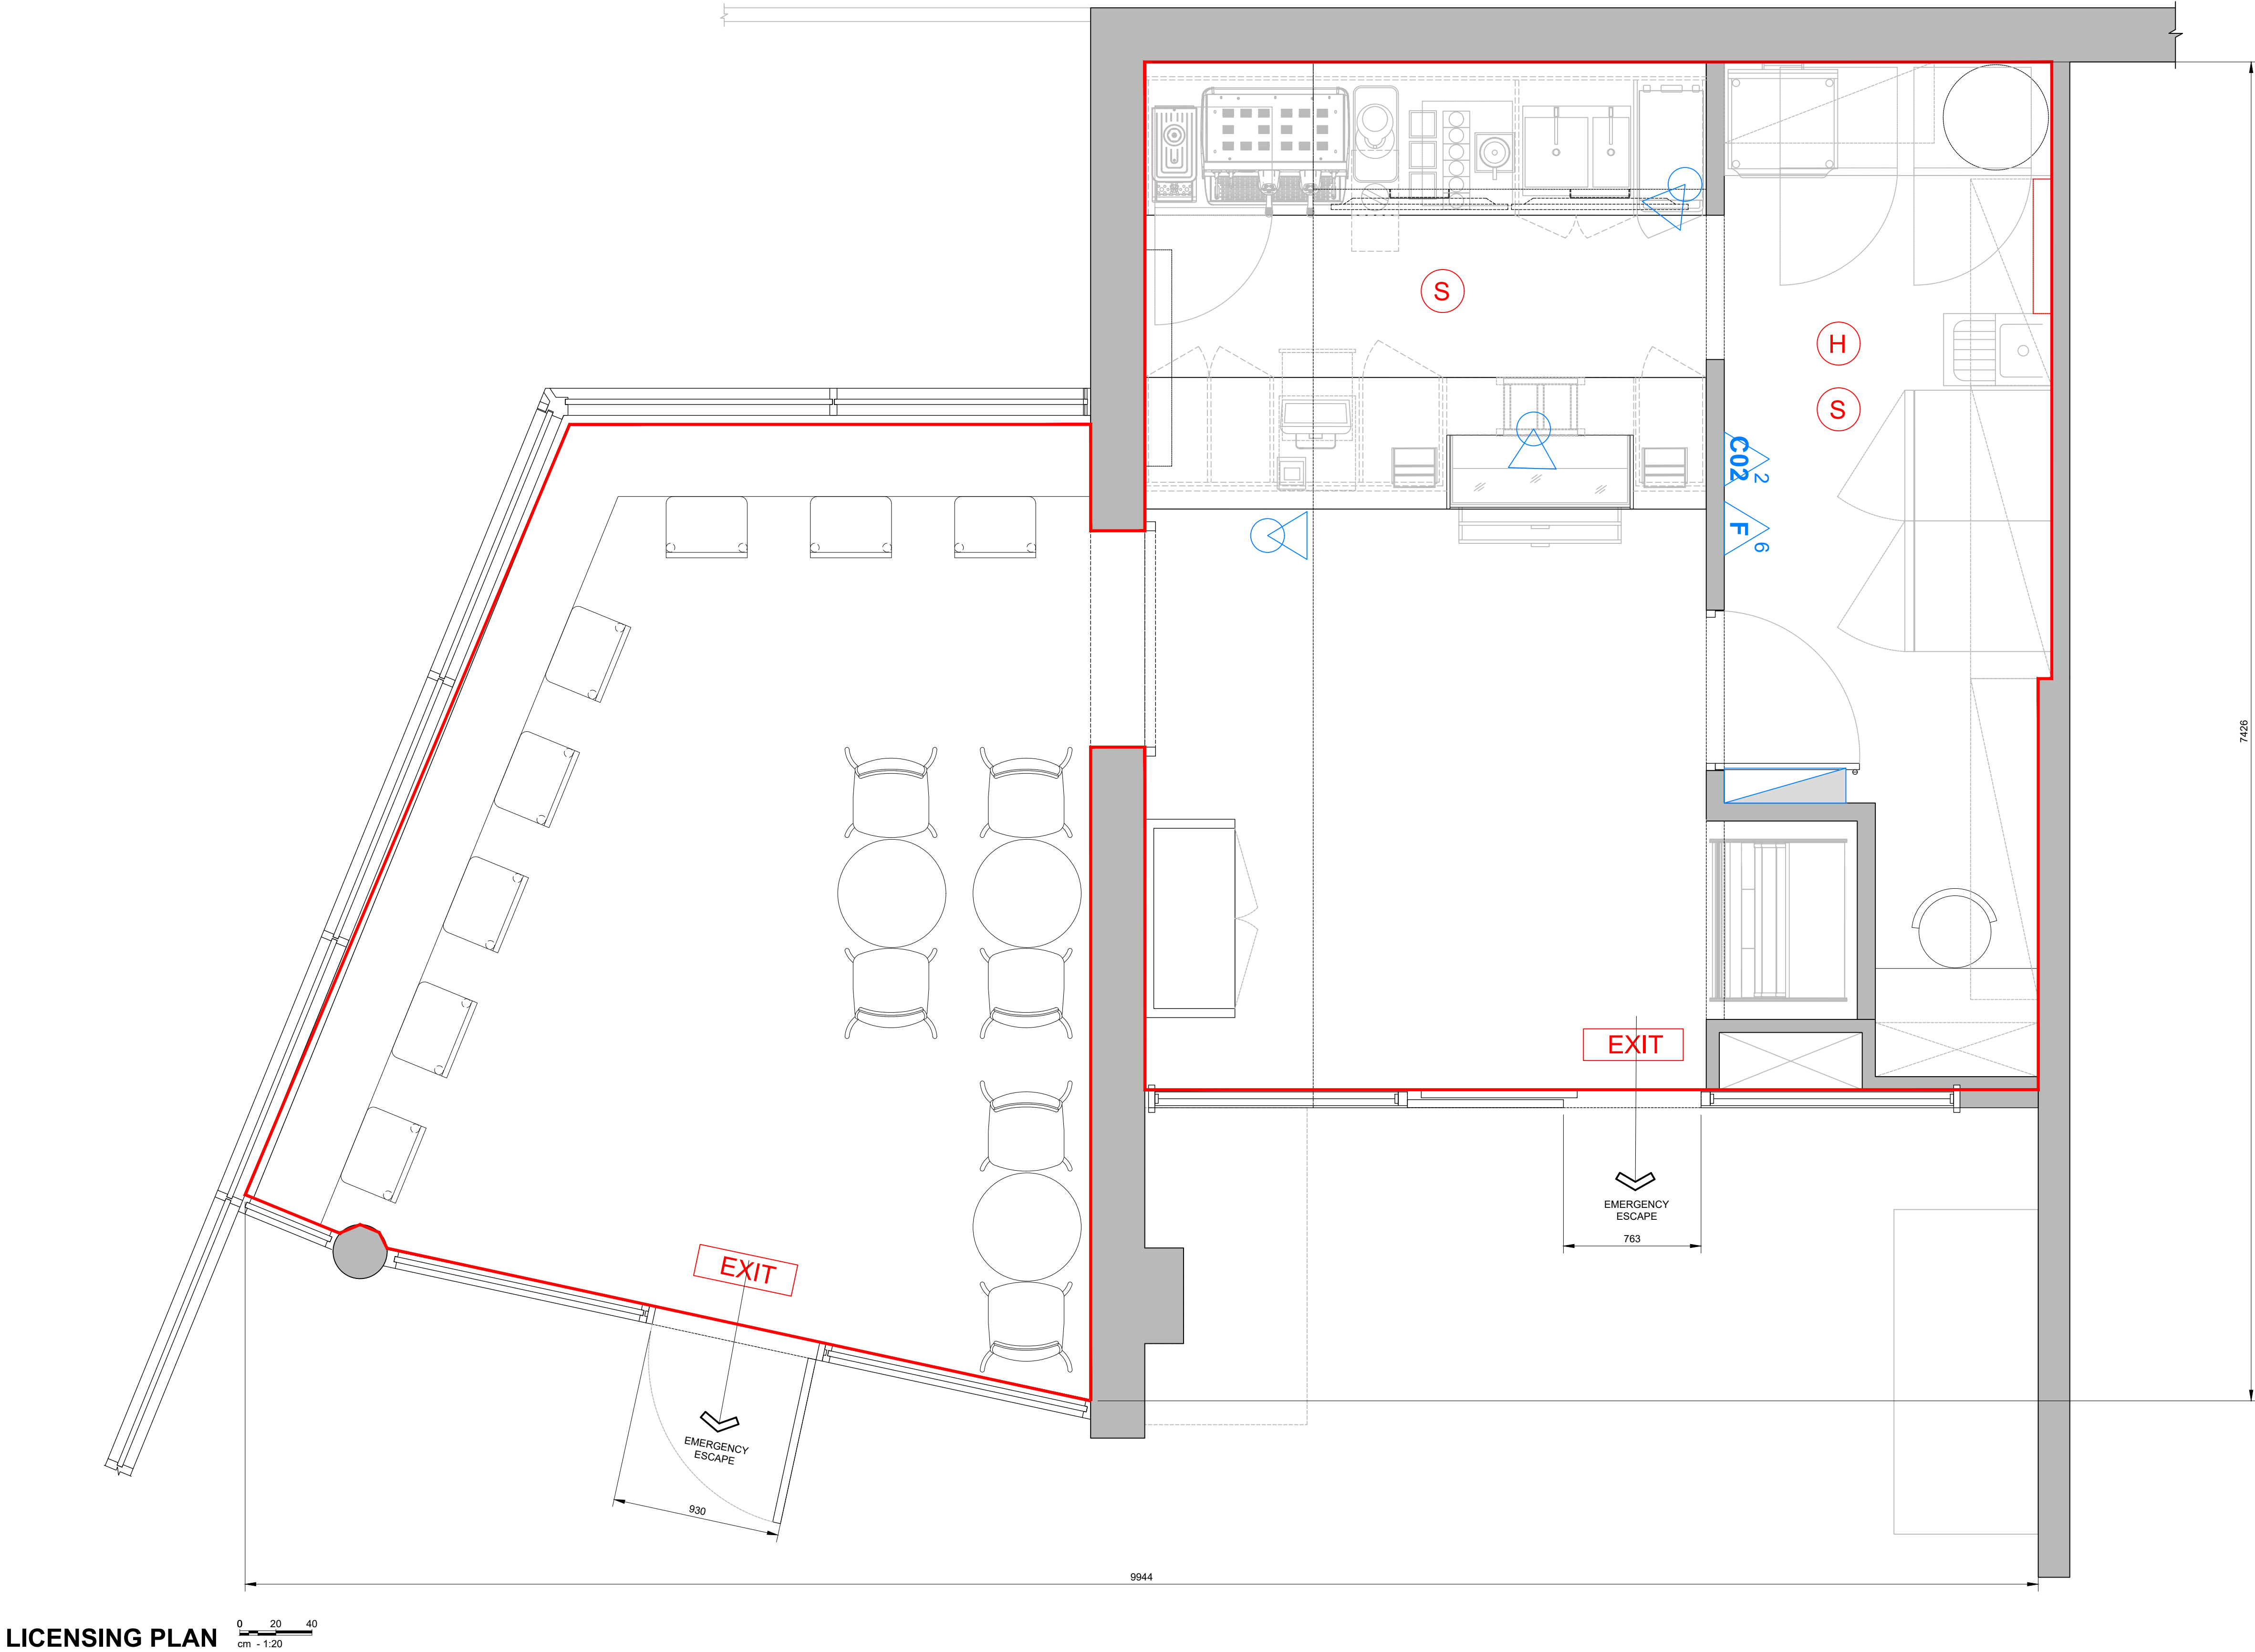 S
H
S
C02
2
F
6
7426
EXIT
EMERGENCY
ESCAPE
763
EXIT
EMERGENCY
ESCAPE
930
9944
LICENSING PLAN
0 20 40
cm - 1:20